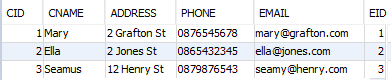 CID CNAME ADDRESS PHONE EMAIL EID
1 Mary 2 Grafton St 0876545678 mary@grafton.com 1
2 Ella 2 Jones St 0865432345 ella@jones.com 2
3 Seamus 12 Henry St 0879876543 seamy@henry.com 3